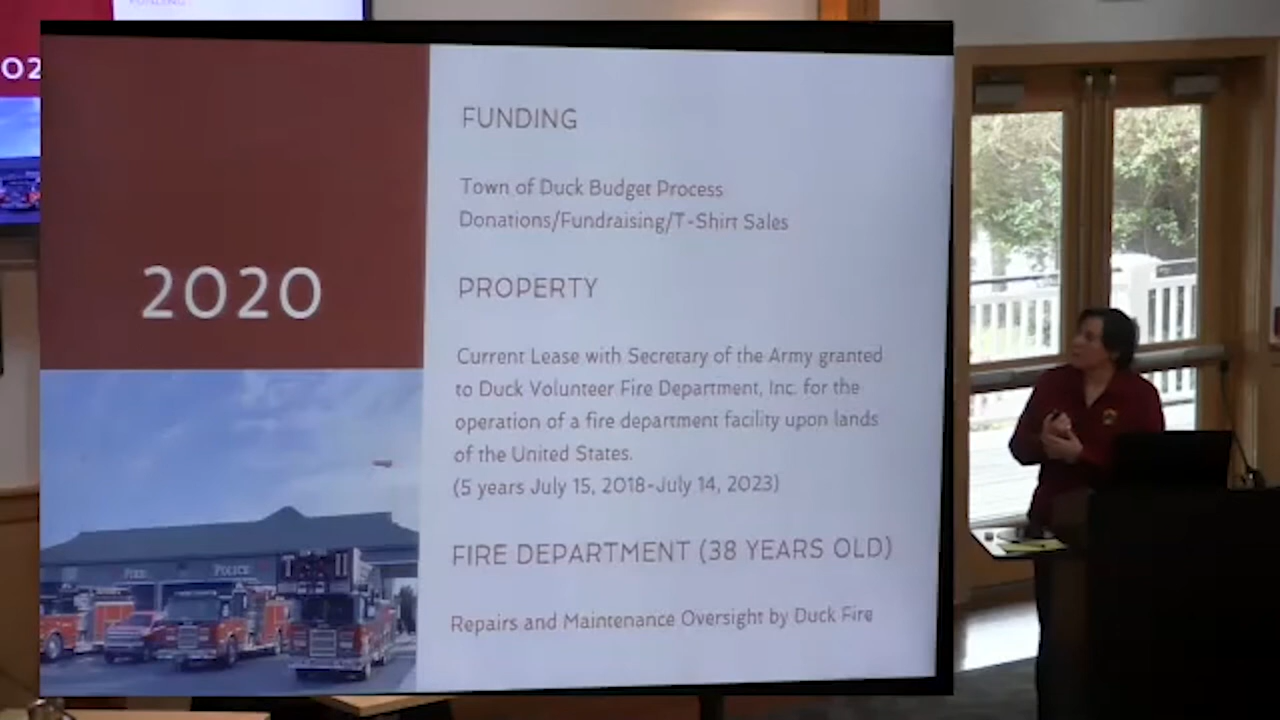 FUNDING
02
2020
FUNDING
Town of Duck Budget Process
Donations/Fundraising/T-Shirt Sales
PROPERTY
Current Lease with Secretary of the Army granted
to Duck Volunteer Fire Department, Inc. for the
operation of a fire department facility upon lands
of the United States.
(5 years July 15, 2018-July 14, 2023)
FIRE DEPARTMENT (38 YEARS OLD)
Repairs and Maintenance Oversight by Duck Fire
FIRE
POLICE
T 11